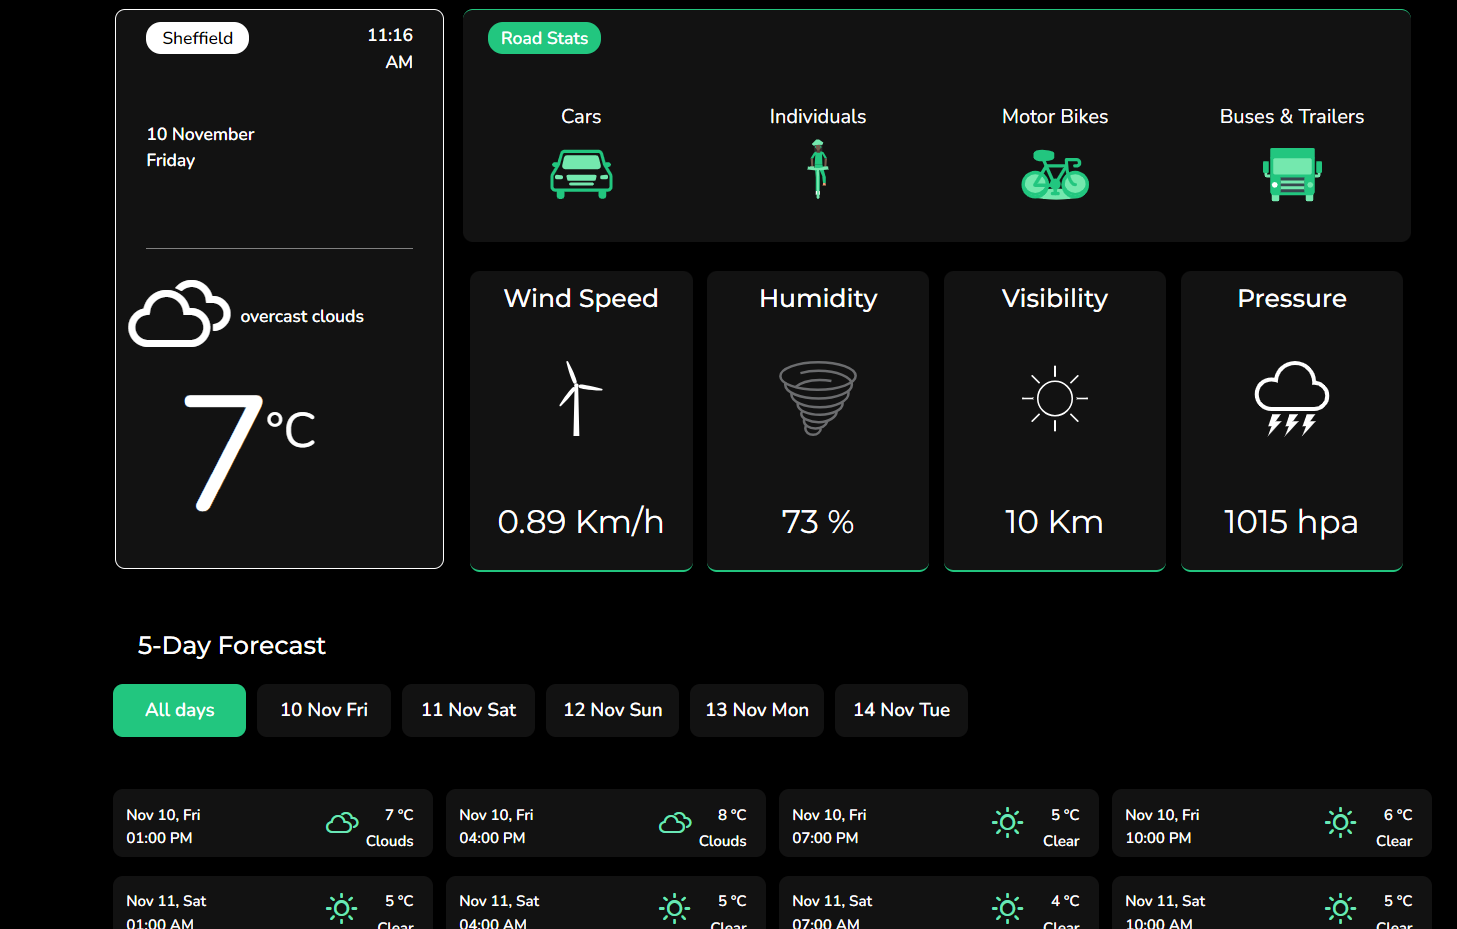 Sheffield
11:16
AM
10 November
Friday
overcast clouds
7 °C
Road Stats
Cars
Individuals
Motor Bikes
Buses & Trailers
Wind Speed
0.89 Km/h
Humidity
73 %
Visibility
10 Km
Pressure
1015 hpa
5-Day Forecast
All days
10 Nov Fri
11 Nov Sat
12 Nov Sun
13 Nov Mon
14 Nov Tue
Nov 10, Fri
01:00 PM
7 °C
Clouds
Nov 10, Fri
04:00 PM
8 °C
Clouds
Nov 10, Fri
07:00 PM
5 °C
Clear
Nov 10, Fri
10:00 PM
6 °C
Clear
Nov 11, Sat
01:00 AM
5 °C
Clear
Nov 11, Sat
04:00 AM
5 °C
Clear
Nov 11, Sat
07:00 AM
4 °C
Clear
Nov 11, Sat
10:00 AM
5 °C
Clear